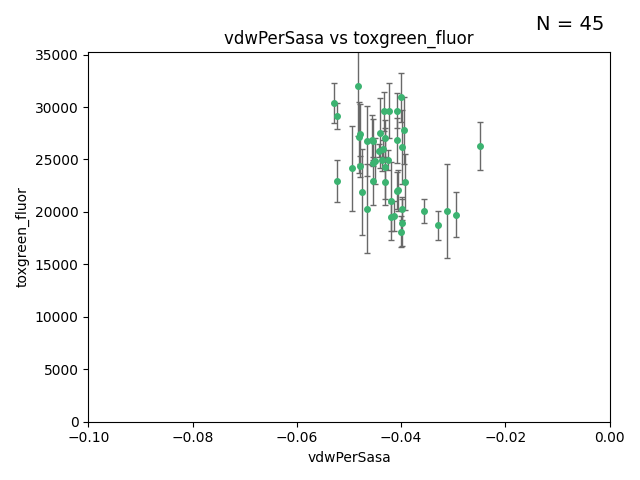 N = 45
vdwPerSasa vs toxgreen_fluor
35000
30000
25000
20000
15000
10000
5000
0
toxgreen_fluor
−0.10 −0.08 −0.06 −0.04 −0.02 0.00
vdwPerSasa